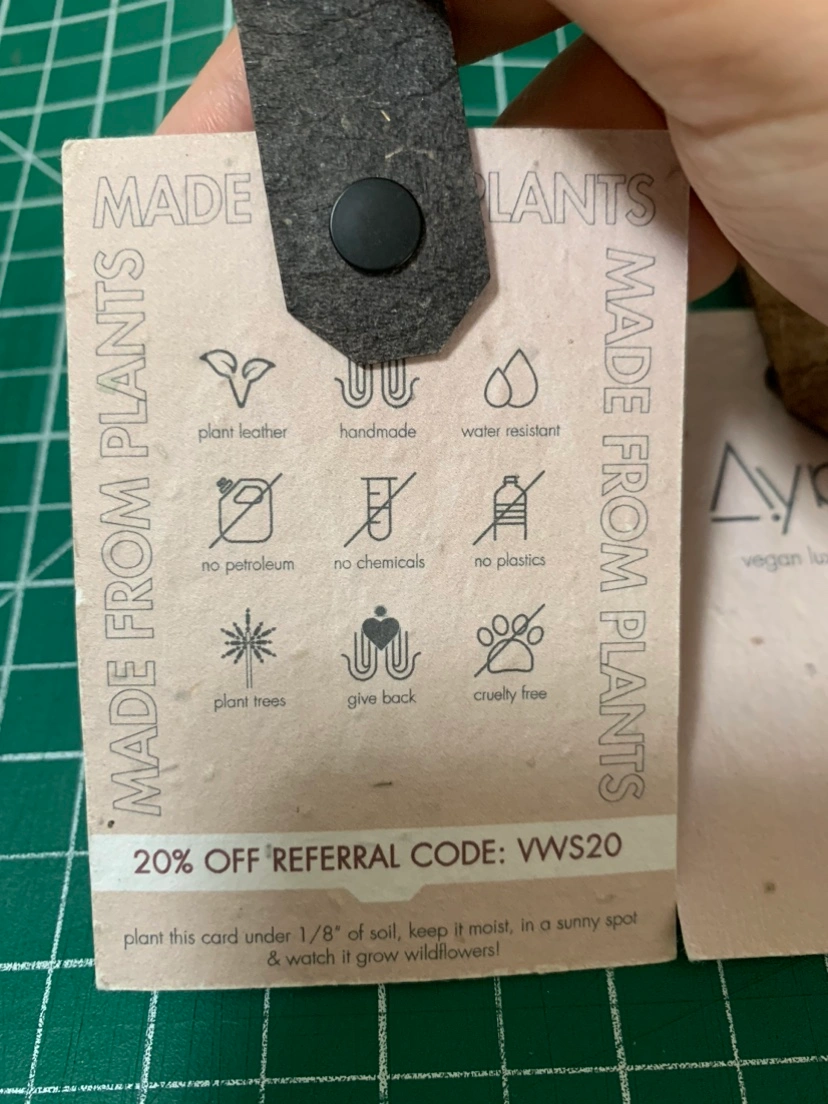 MADE PLANTS
MADE FROM PLANTS
MADE FROM PLANTS
plant leather handmade water resistant
no petroleum no chemicals no plastics
plant trees give back cruelty free
20% OFF REFERRAL CODE: VWS20
plant this card under 1/8" of soil, keep it moist, in a sunny spot
& watch it grow wildflowers!
vegan